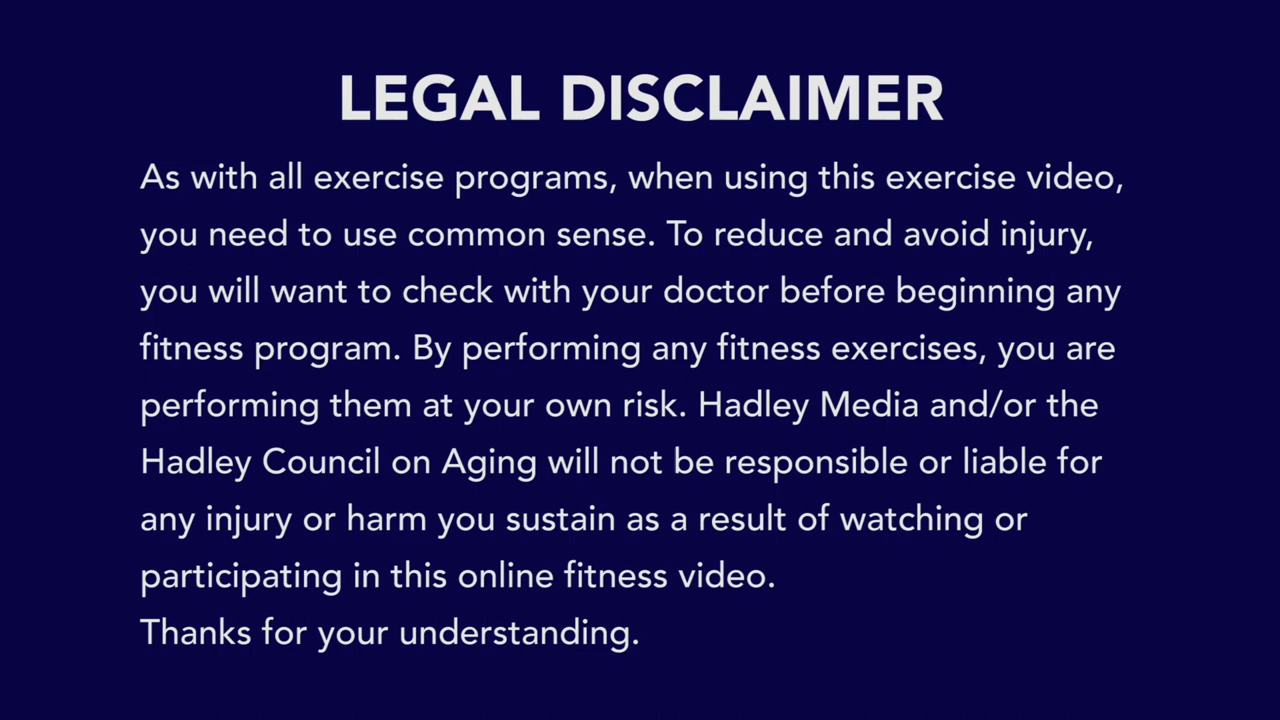 LEGAL DISCLAIMER
As with all exercise programs, when using this exercise video,
you need to use common sense. To reduce and avoid injury,
you will want to check with your doctor before beginning any
fitness program. By performing any fitness exercises, you are
performing them at your own risk. Hadley Media and/or the
Hadley Council on Aging will not be responsible or liable for
any injury or harm you sustain as a result of watching or
participating in this online fitness video.
Thanks for your understanding.